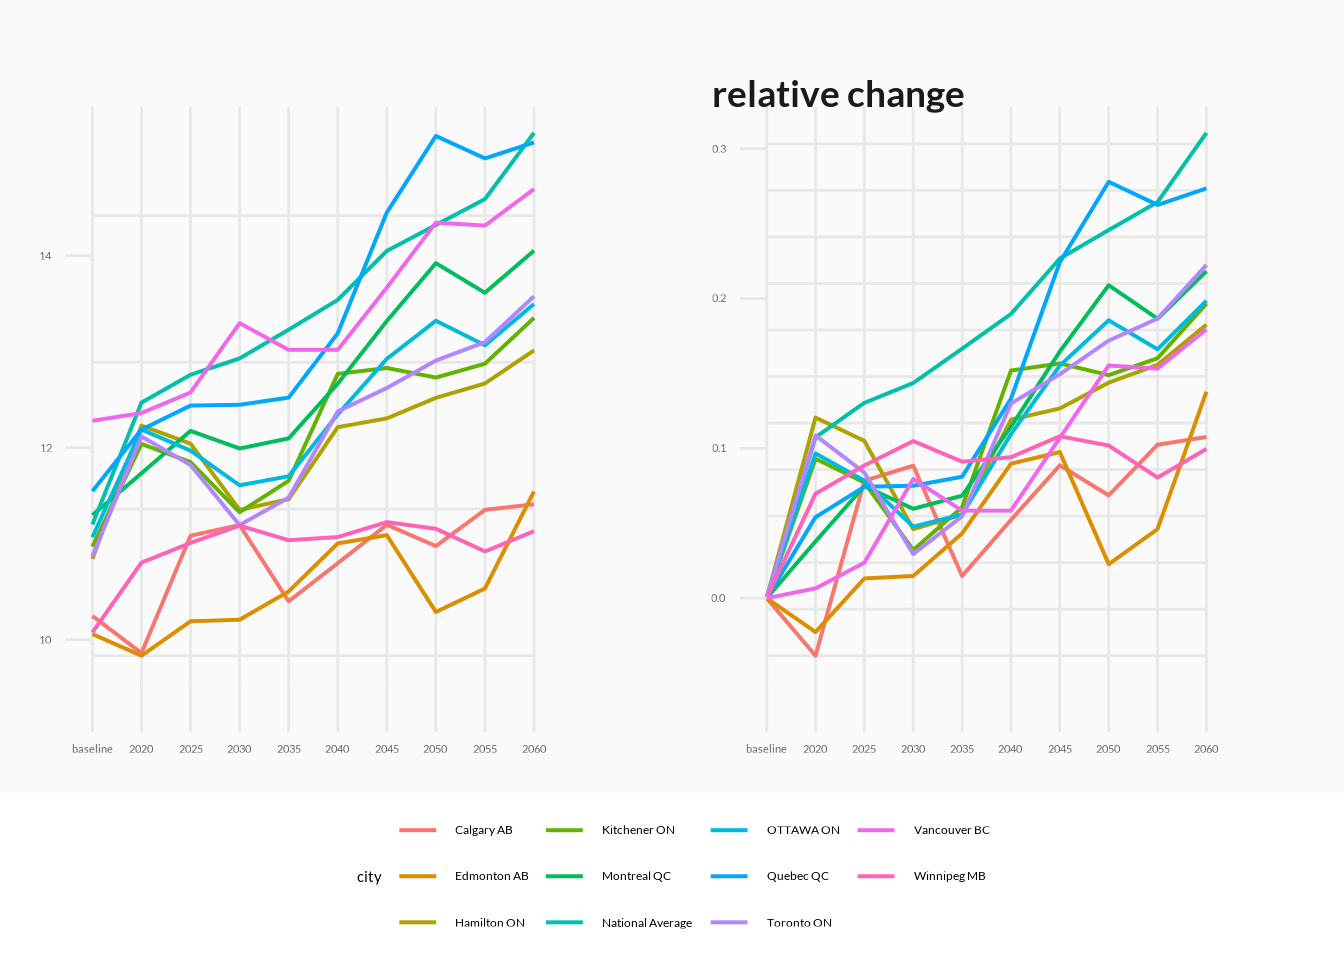 relative change
14
12
10
baseline 2020 2025 2030 2035 2040 2045 2050 2055 2060
0.3
0.2
0.1
0.0
baseline 2020 2025 2030 2035 2040 2045 2050 2055 2060
city
Calgary AB Kitchener ON OTTAWA ON Vancouver BC
Edmonton AB Montreal QC Quebec QC Winnipeg MB
Hamilton ON National Average Toronto ON